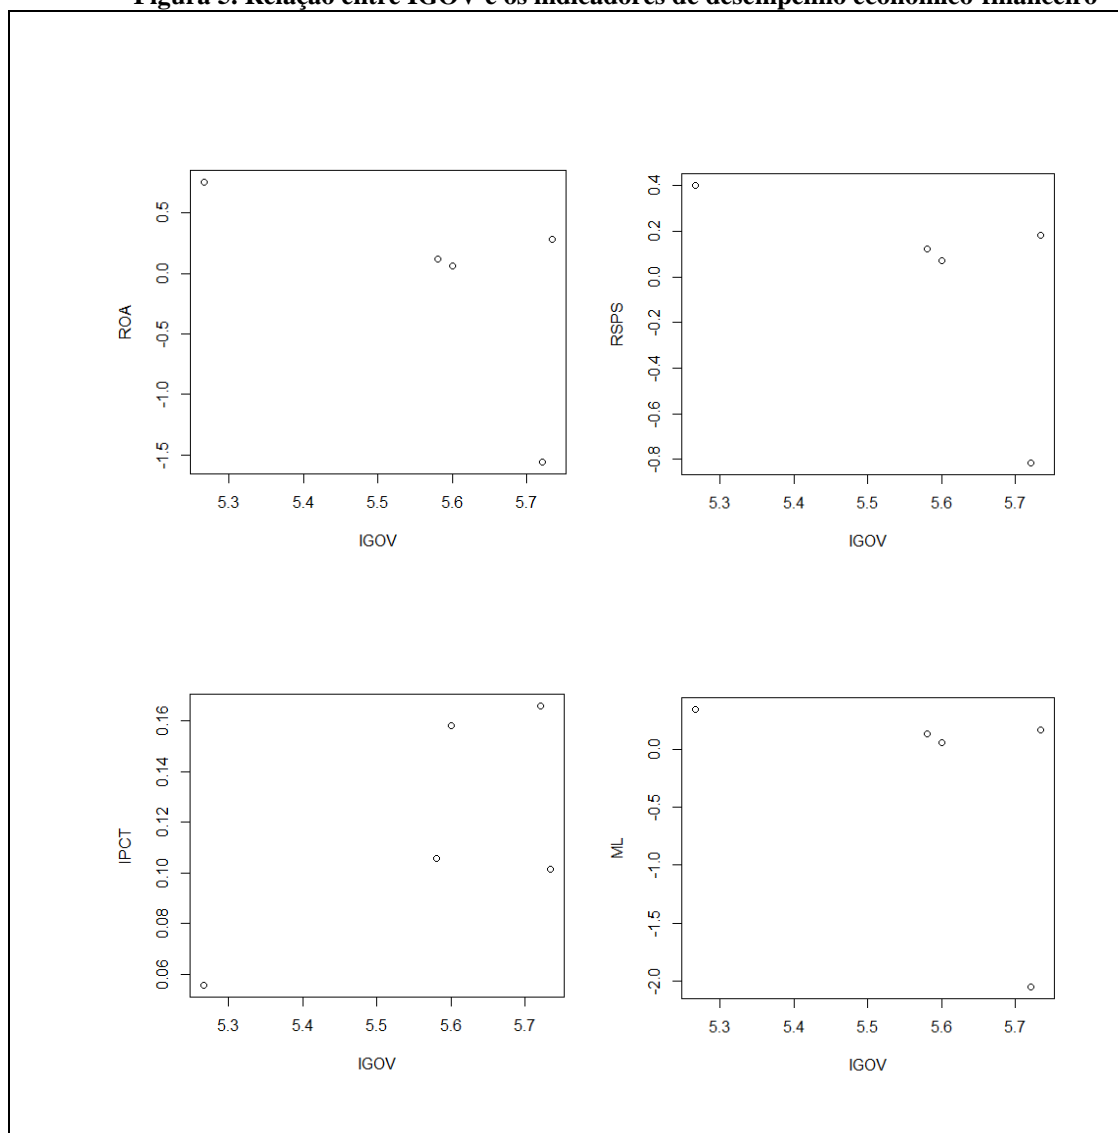 Figura 5: Relação entre IGOV e os indicadores de desempenho econômico-financeiro
0.5
0.0
-0.5
-1.0
-1.5
ROA
5.3 5.4 5.5 5.6 5.7
IGOV
0.4
0.2
0.0
-0.2
-0.4
-0.6
-0.8
RSPS
5.3 5.4 5.5 5.6 5.7
IGOV
0.16
0.14
0.12
0.10
0.08
0.06
IPCT
5.3 5.4 5.5 5.6 5.7
IGOV
0.0
-0.5
-1.0
-1.5
-2.0
ML
5.3 5.4 5.5 5.6 5.7
IGOV